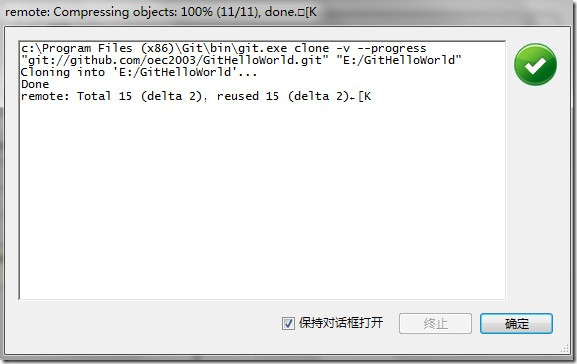 remote: Compressing objects: 100% (11/11), done.□[K
c:\Program Files (x86)\Git\bin\git.exe clone -v --progress
"git://github.com/oec2003/GitHelloWorld.git" "E:/GitHelloWorld"
Cloning into 'E:/GitHelloWorld'...
Done
remote: Total 15 (delta 2), reused 15 (delta 2)←[K
保持对话框打开
终止
确定